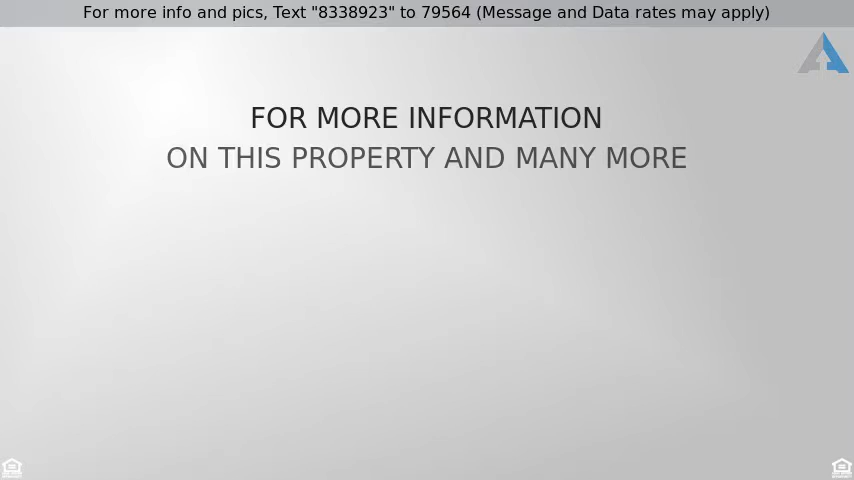 For more info and pics, Text "8338923" to 79564 (Message and Data rates may apply)
FOR MORE INFORMATION
ON THIS PROPERTY AND MANY MORE